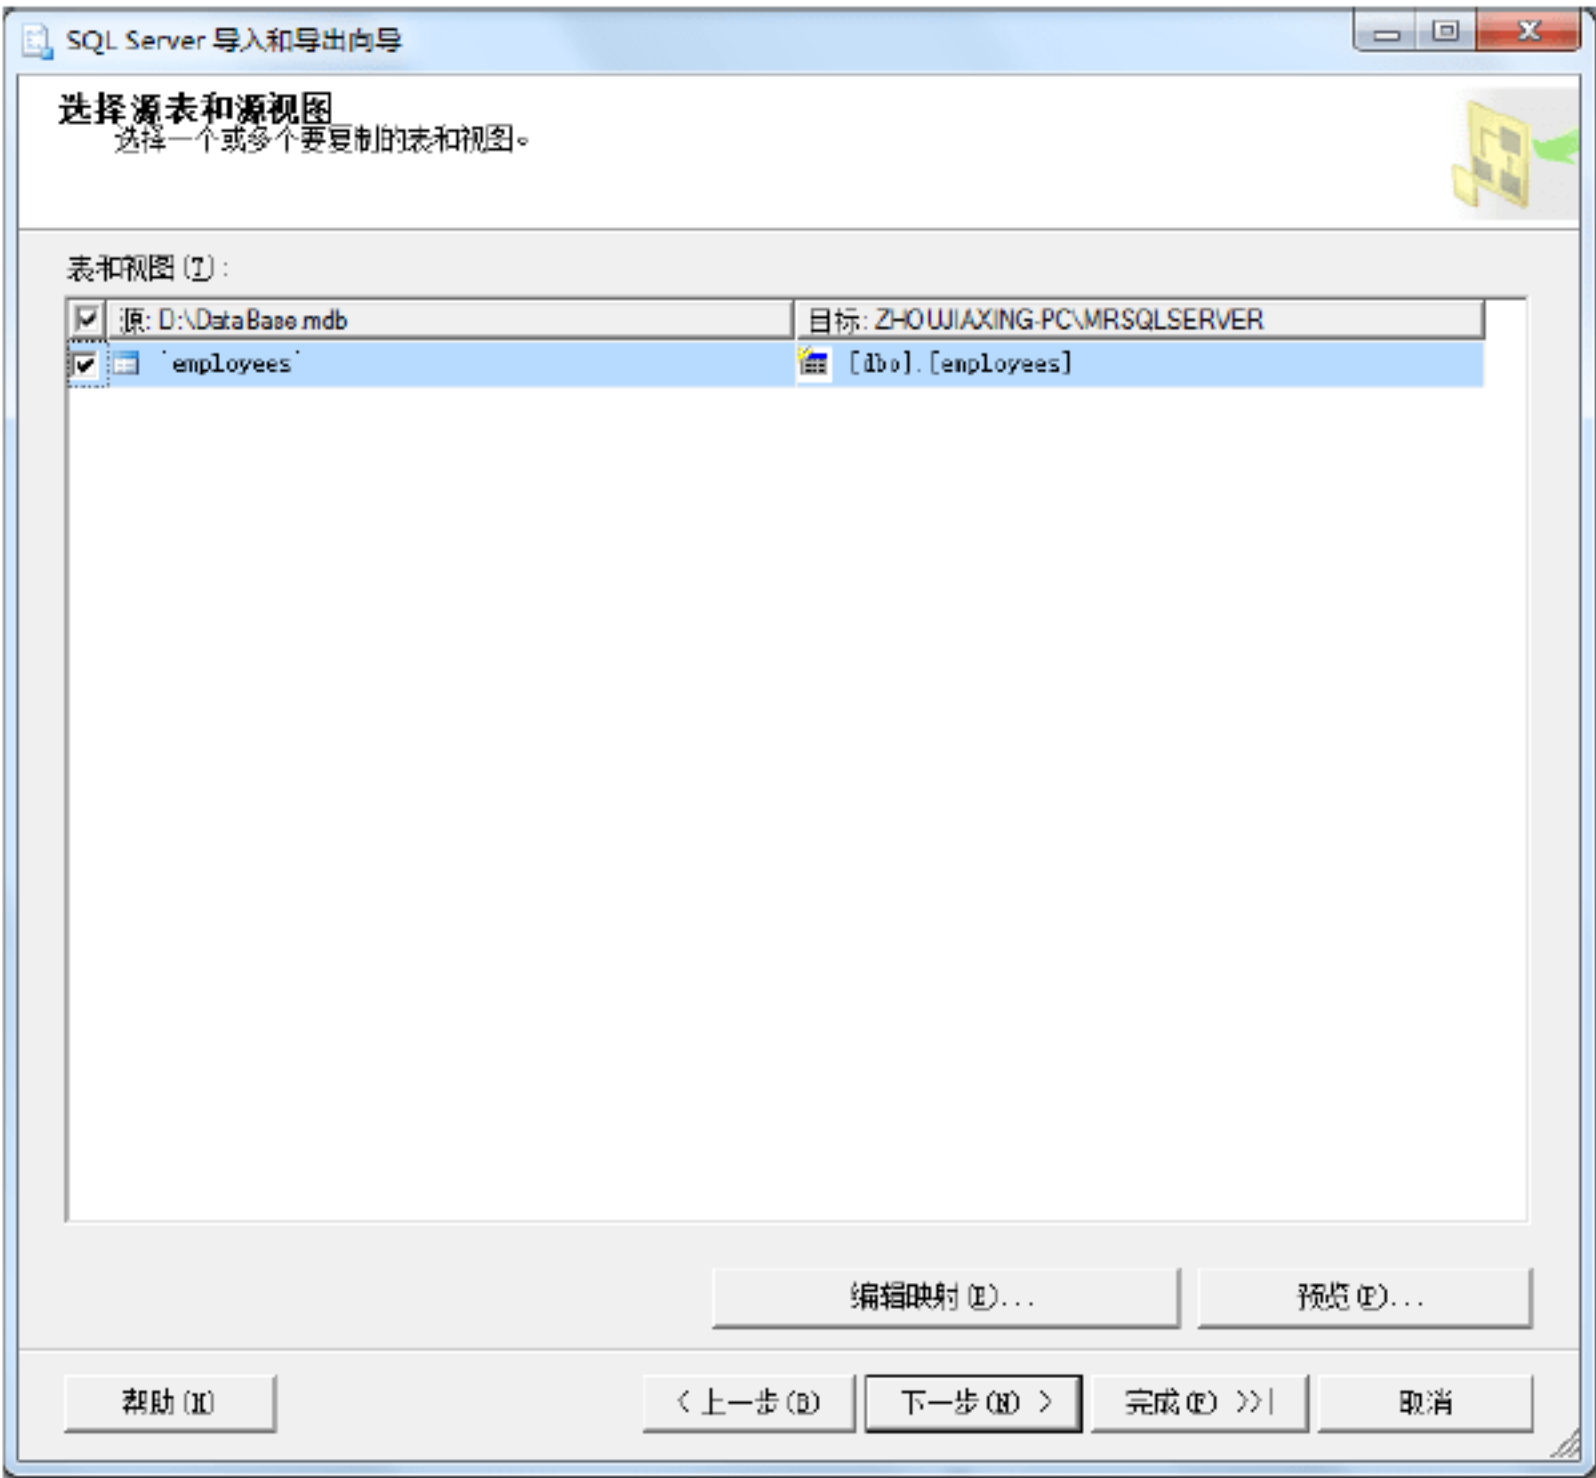 SQL Server 导入和导出向导
选择源表和源视图
选择一个或多个要复制的表和视图。
表和视图(T):
源: D:\DataBase.mdb 目标: ZHOUJIAXING-PC\MRSQLSERVER
`employees` [dbo].[employees]
编辑映射(E)... 预览(P)...
帮助(H) < 上一步(B) 下一步(N) > 完成(F) >>| 取消